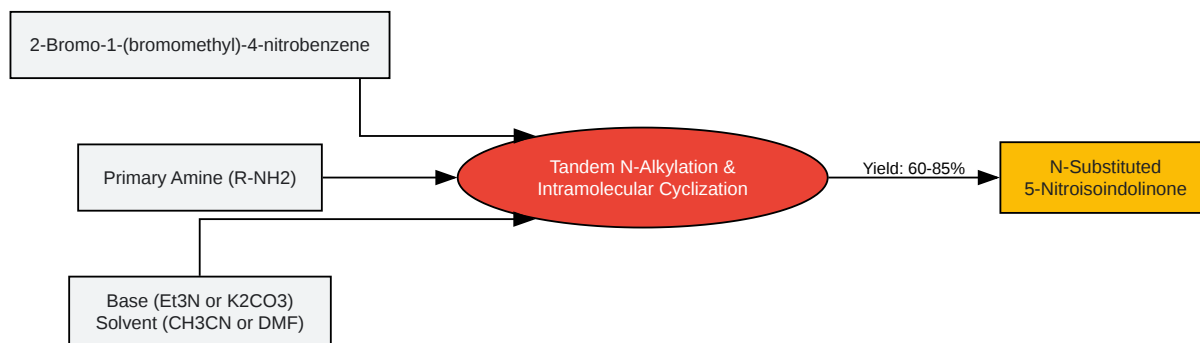 2-Bromo-1-(bromomethyl)-4-nitrobenzene
Primary Amine (R-NH2)
Base (Et3N or K2CO3)
Solvent (CH3CN or DMF)
Tandem N-Alkylation &
Intramolecular Cyclization
Yield: 60-85%
N-Substituted
5-Nitroisoindolinone